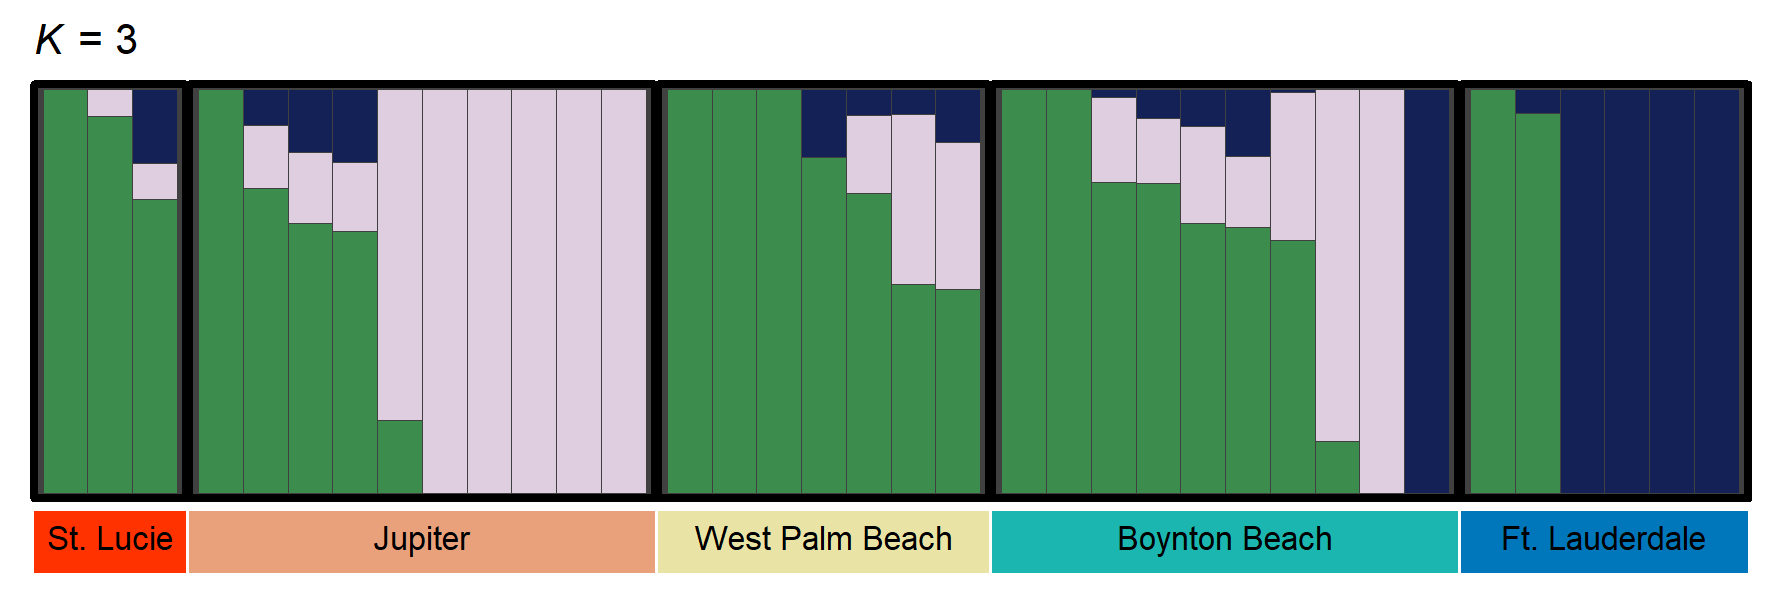 K = 3
St. Lucie
Jupiter
West Palm Beach
Boynton Beach
Ft. Lauderdale